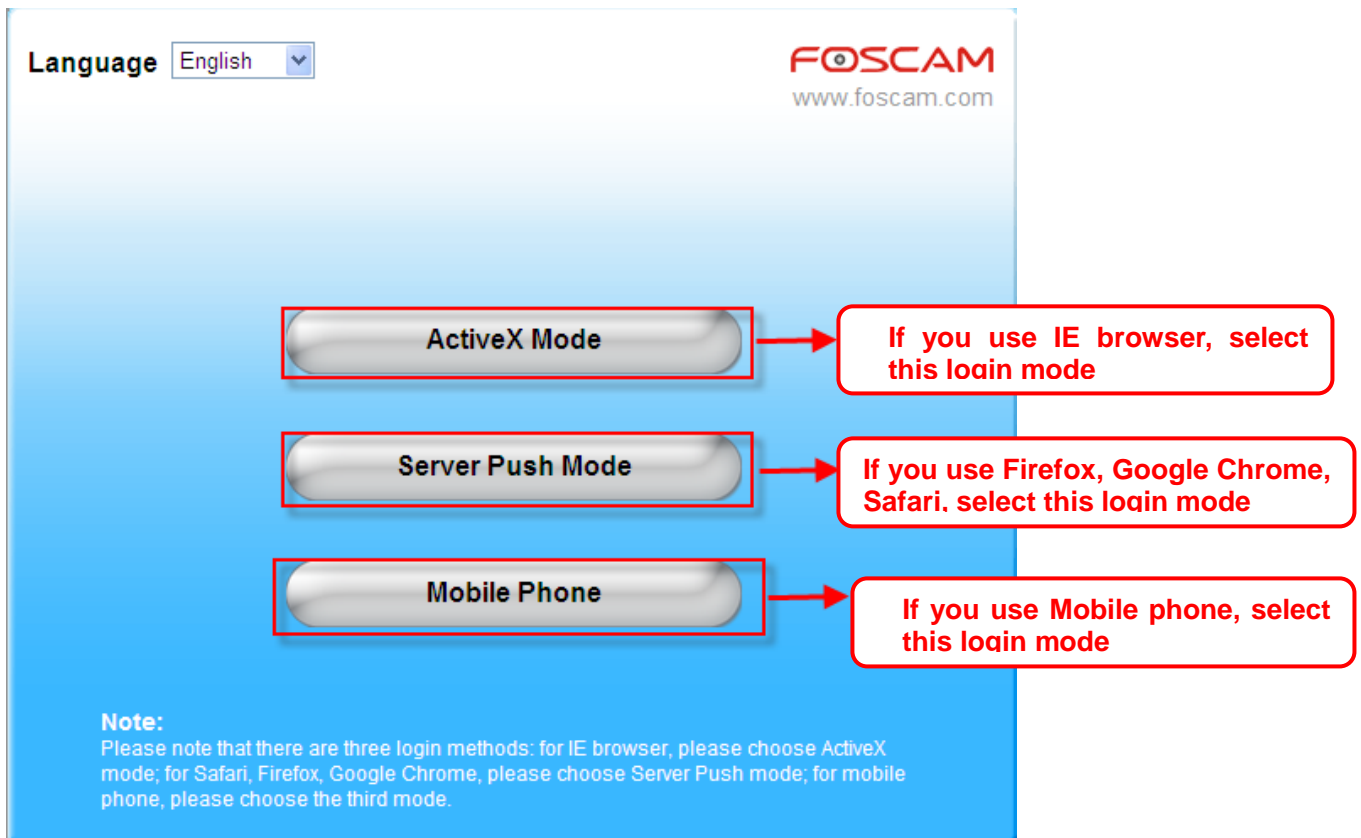 Language English
FOSCAM
www.foscam.com
ActiveX Mode
If you use IE browser, select
this login mode
Server Push Mode
If you use Firefox, Google Chrome,
Safari, select this login mode
Mobile Phone
If you use Mobile phone, select
this login mode
Note:
Please note that there are three login methods: for IE browser, please choose ActiveX
mode; for Safari, Firefox, Google Chrome, please choose Server Push mode; for mobile
phone, please choose the third mode.